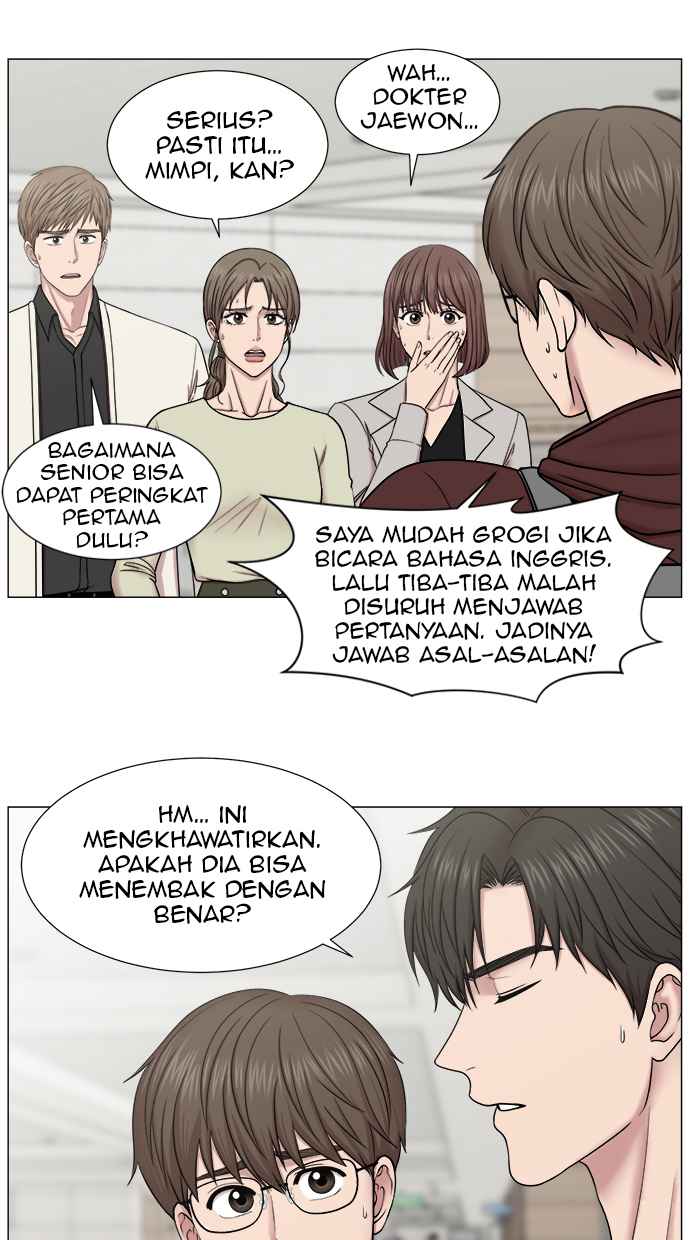 SERIUS?
PASTI ITU...
MIMPI, KAN?
WAH...
DOKTER
JAEWON...
BAGAIMANA
SENIOR BISA
DAPAT PERINGKAT
PERTAMA
DULU?
SAYA MUDAH GROGI JIKA
BICARA BAHASA INGGRIS.
LALU TIBA-TIBA MALAH
DISURUH MENJAWAB
PERTANYAAN. JADINYA
JAWAB ASAL-ASALAN!
HM... INI
MENGKHAWATIRKAN.
APAKAH DIA BISA
MENEMBAK DENGAN
BENAR?